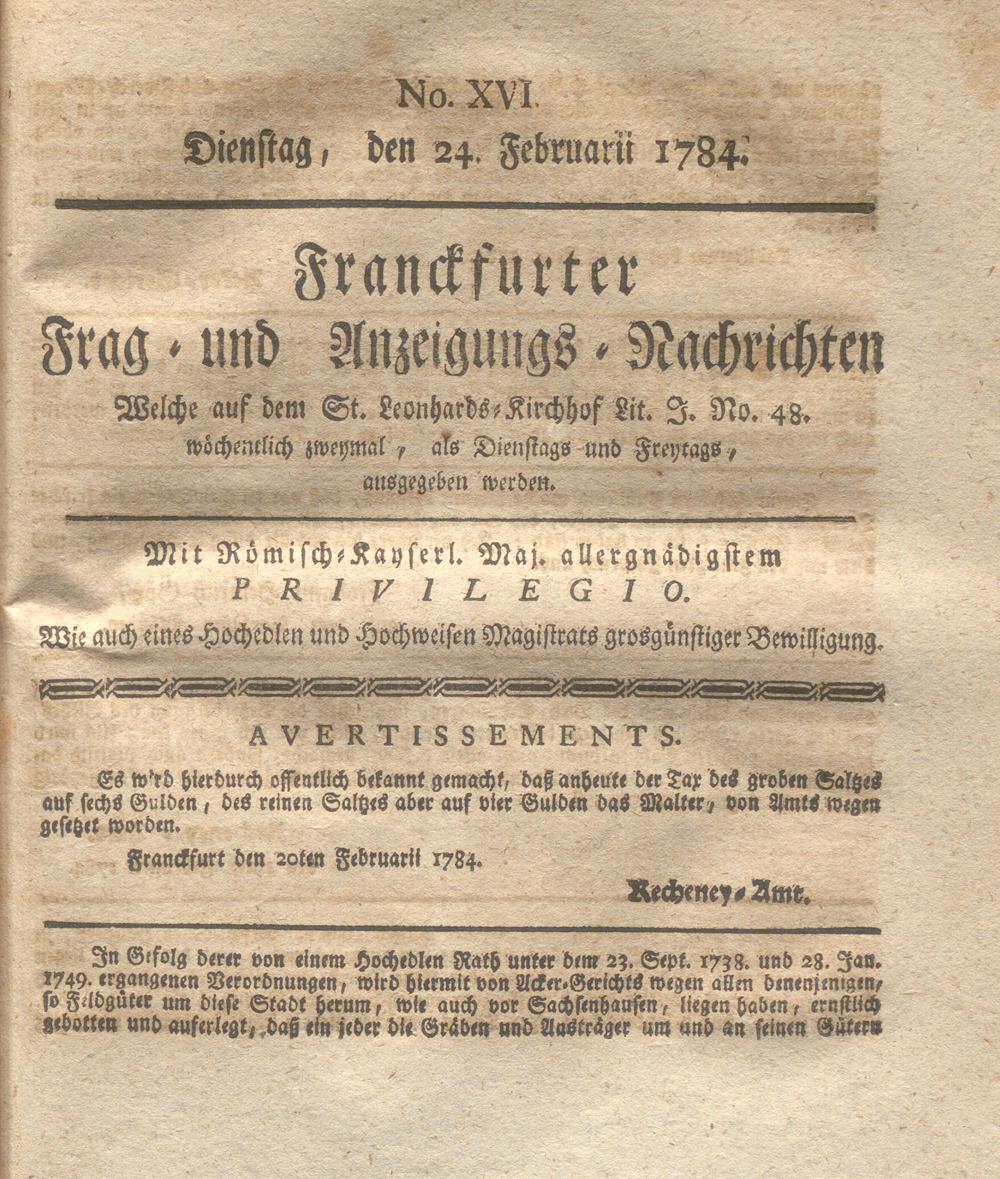 No. XVI.
Dienstag, den 24. Februarii 1784.
Franckfurter
Frag- und Anzeigungs-Nachrichten
Welche auf dem St. Leonhards-Kirchhof Lit. J. No. 48.
wöchentlich zweymal, als Dienstags und Freytags,
ausgegeben werden.
Mit Römisch-Kayserl. Maj. allergnädigstem
PRIVILEGIO.
Wie auch eines Hochedlen und Hochweisen Magistrats grosgünstiger Bewilligung.
AVERTISSEMENTS.
Es wird hierdurch offentlich bekannt gemacht, daß anheute der Tax des groben Saltzes
auf sechs Gulden, des reinen Saltzes aber auf vier Gulden das Malter, von Amts wegen
gesetzet worden.
Franckfurt den 20ten Februarii 1784.
Recheney-Amt.
In Gefolg derer von einem Hochedlen Rath unter dem 23. Sept. 1738. und 28. Jan.
1749. ergangenen Verordnungen, wird hiermit von Acker-Gerichts wegen allen denenjenigen,
so Feldgüter um diese Stadt herum, wie auch vor Sachsenhausen, liegen haben, ernstlich
gebotten und auferlegt, daß ein jeder die Gräben und Austräger um und an seinen Gütern